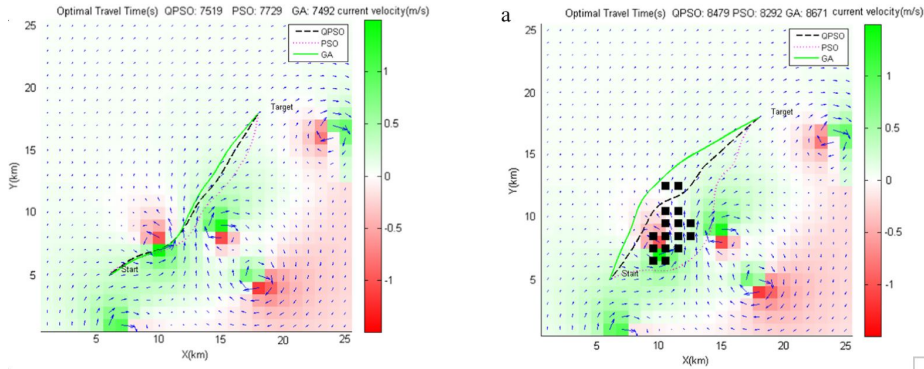 Optimal Travel Time(s) QPSO: 7519 PSO: 7729 GA: 7492 current velocity(m/s)
25
20
15
10
5
Y(km)
5
10
15
20
25
X(km)
QPSO
PSO
GA
Target
Start
1
0.5
0
-0.5
-1
a
Optimal Travel Time(s) QPSO: 8479 PSO: 8292 GA: 8671 current velocity(m/s)
25
20
15
10
5
Y(km)
5
10
15
20
25
X(km)
QPSO
PSO
GA
Target
Start
1
0.5
0
-0.5
-1